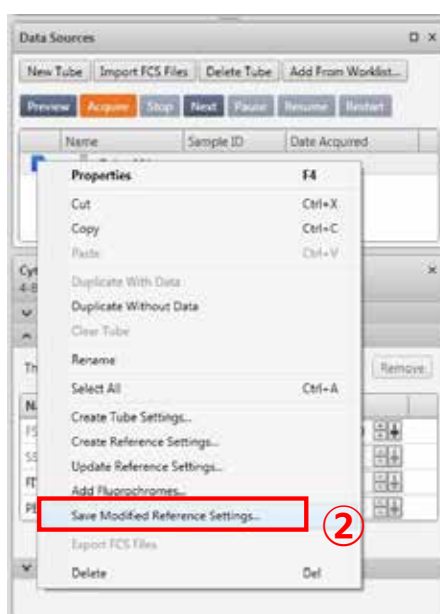 Data Sources
New Tube Import FCS Files Delete Tube Add From Worklist...
Preview Acquire Stop Next Pause Resume Restart
Name Sample ID Date Acquired
Properties F4
Cut Ctrl+X
Copy Ctrl+C
Paste Ctrl+V
Cyt
4-B
Duplicate With Data
Duplicate Without Data
Clear Tube
Rename
Th
Remove
Select All Ctrl+A
Create Tube Settings...
Create Reference Settings...
Update Reference Settings...
Add Fluorochromes...
Save Modified Reference Settings... ②
Export FCS Files
Delete Del